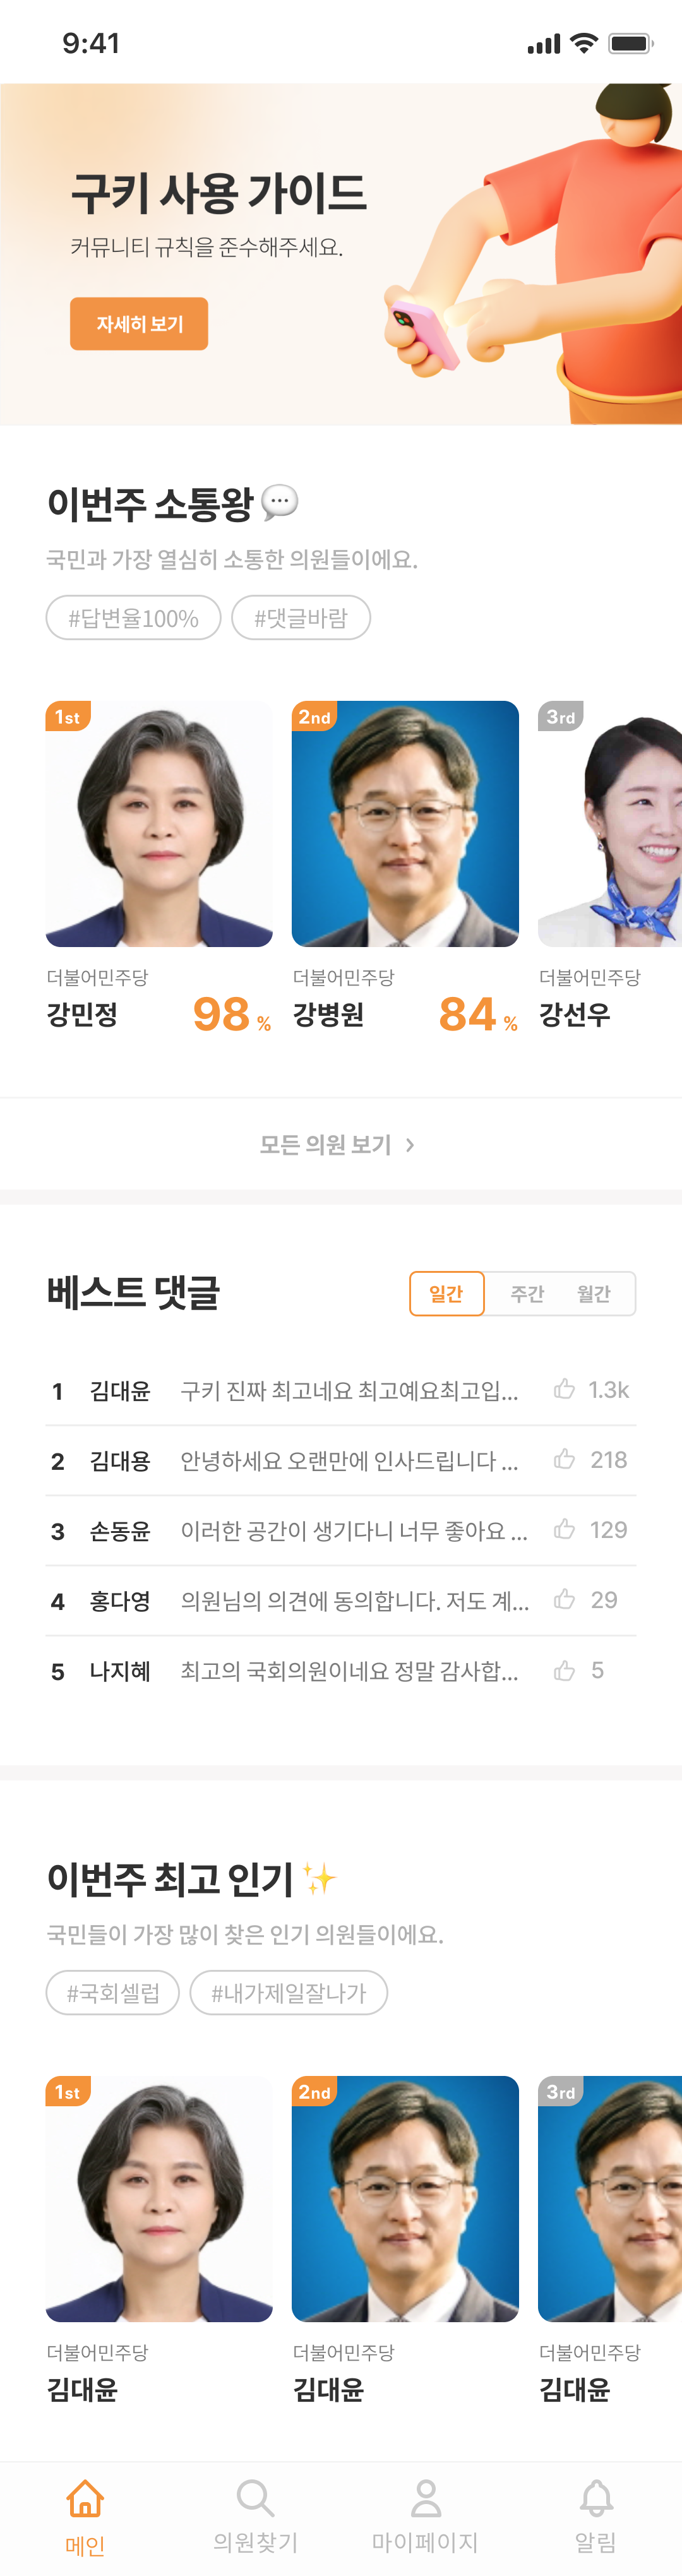 9:41
구키 사용 가이드
커뮤니티 규칙을 준수해주세요.
자세히 보기
이번주 소통왕
국민과 가장 열심히 소통한 의원들이에요.
#답변율100% #댓글바람
1st 2nd 3rd
더불어민주당 더불어민주당 더불어민주당
강민정 98 % 강병원 84 % 강선우
모든 의원 보기 >
베스트 댓글 일간 주간 월간
1 김대윤 구키 진짜 최고네요 최고예요최고입... 1.3k
2 김대용 안녕하세요 오랜만에 인사드립니다 ... 218
3 손동윤 이러한 공간이 생기다니 너무 좋아요 ... 129
4 홍다영 의원님의 의견에 동의합니다. 저도 계... 29
5 나지혜 최고의 국회의원이네요 정말 감사합... 5
이번주 최고 인기
국민들이 가장 많이 찾은 인기 의원들이에요.
#국회셀럽 #내가제일잘나가
1st 2nd 3rd
더불어민주당 더불어민주당 더불어민주당
김대윤 김대윤 김대윤
메인 의원찾기 마이페이지 알림